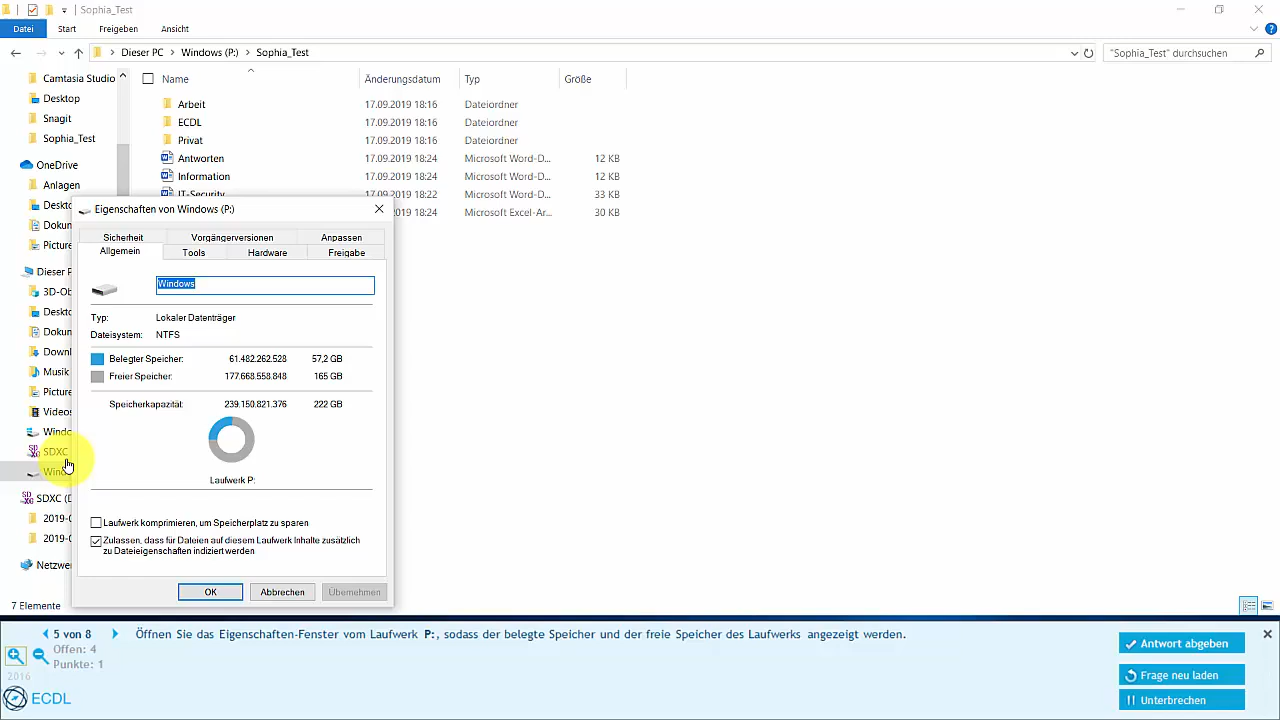 Sophia_Test
Datei Start Freigeben Ansicht
Dieser PC Windows (P:) Sophia_Test
"Sophia_Test" durchsuchen
Camtasia Studio
Desktop
Snagit
Sophia_Test
OneDrive
Anlagen
Deskto
Dokun
Picture
Dieser P
3D-Ob
Deskto
Dokun
Downl
Musik
Picture
Videos
Windo
SDXC
Wind
SDXC (D
2019-0
2019-0
Netzwer
7 Elemente
Name Änderungsdatum Typ Größe
Arbeit 17.09.2019 18:16 Dateiordner
ECDL 17.09.2019 18:16 Dateiordner
Privat 17.09.2019 18:16 Dateiordner
Antworten 17.09.2019 18:24 Microsoft Word-D... 12 KB
Information 17.09.2019 18:24 Microsoft Word-D... 12 KB
IT-Security 17.09.2019 18:22 Microsoft Word-D... 33 KB
.2019 18:24 Microsoft Excel-Ar... 30 KB
Eigenschaften von Windows (P:)
Sicherheit Vorgängerversionen Anpassen
Allgemein Tools Hardware Freigabe
Windows
Typ: Lokaler Datenträger
Dateisystem: NTFS
Belegter Speicher: 61.482.262.528 57,2 GB
Freier Speicher: 177.668.558.848 165 GB
Speicherkapazität: 239.150.821.376 222 GB
Laufwerk P:
Laufwerk komprimieren, um Speicherplatz zu sparen
Zulassen, dass für Dateien auf diesem Laufwerk Inhalte zusätzlich
zu Dateieigenschaften indiziert werden
OK Abbrechen Übernehmen
5 von 8 Öffnen Sie das Eigenschaften-Fenster vom Laufwerk P:, sodass der belegte Speicher und der freie Speicher des Laufwerks angezeigt werden.
Offen: 4
Punkte: 1
2016
ECDL
Antwort abgeben
Frage neu laden
Unterbrechen